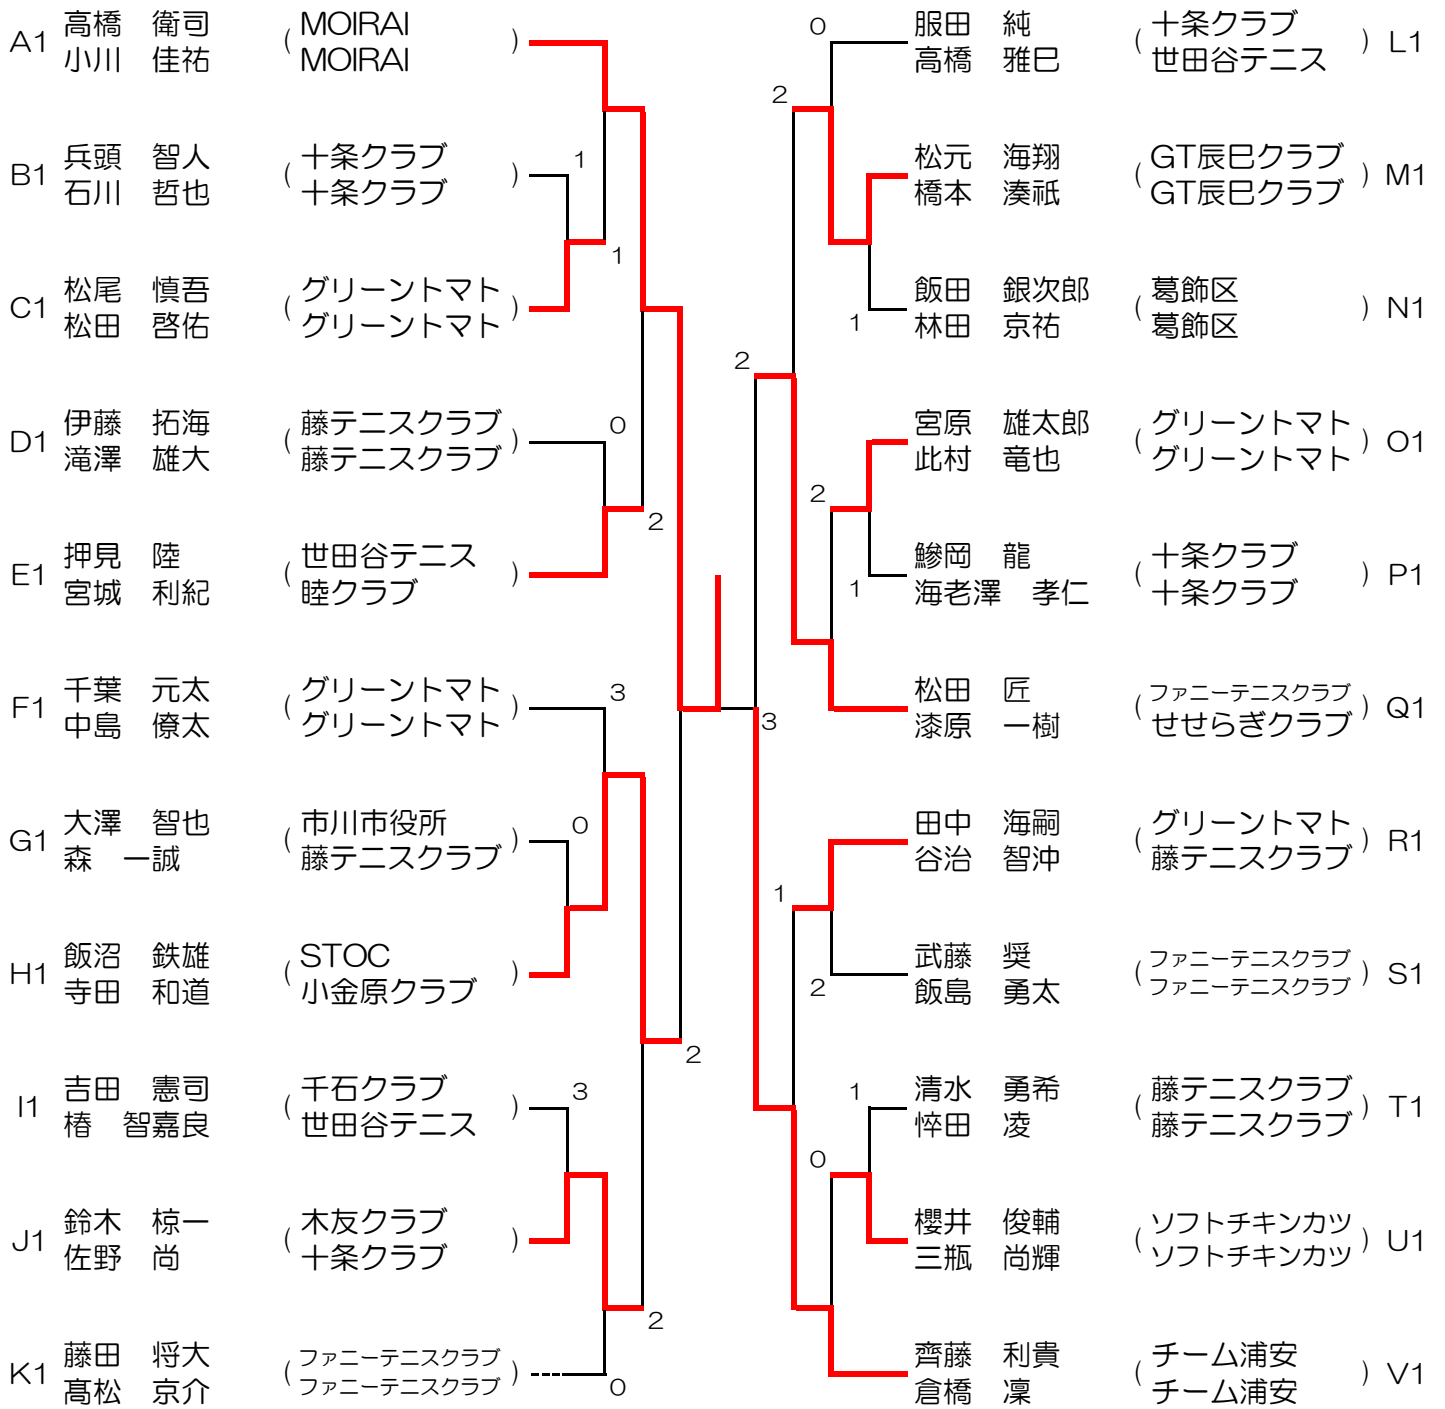 A1 高橋 衛司 ( MOIRAI )
小川 佳祐 MOIRAI
B1 兵頭 智人 ( 十条クラブ ) 1
石川 哲也 十条クラブ
1
C1 松尾 慎吾 ( グリーントマト )
松田 啓佑 グリーントマト
D1 伊藤 拓海 ( 藤テニスクラブ ) 0
滝澤 雄大 藤テニスクラブ
2
E1 押見 陸 ( 世田谷テニス )
宮城 利紀 睦クラブ
F1 千葉 元太 ( グリーントマト ) 3
中島 僚太 グリーントマト
G1 大澤 智也 ( 市川市役所 ) 0
森 一誠 藤テニスクラブ
H1 飯沼 鉄雄 ( STOC )
寺田 和道 小金原クラブ
2
I1 吉田 憲司 ( 千石クラブ ) 3
椿 智嘉良 世田谷テニス
J1 鈴木 椋一 ( 木友クラブ )
佐野 尚 十条クラブ
2
K1 藤田 将大 ( ファニーテニスクラブ ) 0
髙松 京介 ファニーテニスクラブ
0 服田 純 ( 十条クラブ ) L1
高橋 雅巳 世田谷テニス
2
松元 海翔 ( GT辰巳クラブ ) M1
橋本 湊祇 GT辰巳クラブ
1 飯田 銀次郎 ( 葛飾区 ) N1
林田 京祐 葛飾区
2
宮原 雄太郎 ( グリーントマト ) O1
此村 竜也 グリーントマト
2
1 鰺岡 龍 ( 十条クラブ ) P1
海老澤 孝仁 十条クラブ
松田 匠 ( ファニーテニスクラブ ) Q1
漆原 一樹 せせらぎクラブ
3
田中 海嗣 ( グリーントマト ) R1
谷治 智沖 藤テニスクラブ
1
2 武藤 奨 ( ファニーテニスクラブ ) S1
飯島 勇太 ファニーテニスクラブ
1 清水 勇希 ( 藤テニスクラブ ) T1
悴田 凌 藤テニスクラブ
0
櫻井 俊輔 ( ソフトチキンカツ ) U1
三瓶 尚輝 ソフトチキンカツ
齊藤 利貴 ( チーム浦安 ) V1
倉橋 凜 チーム浦安